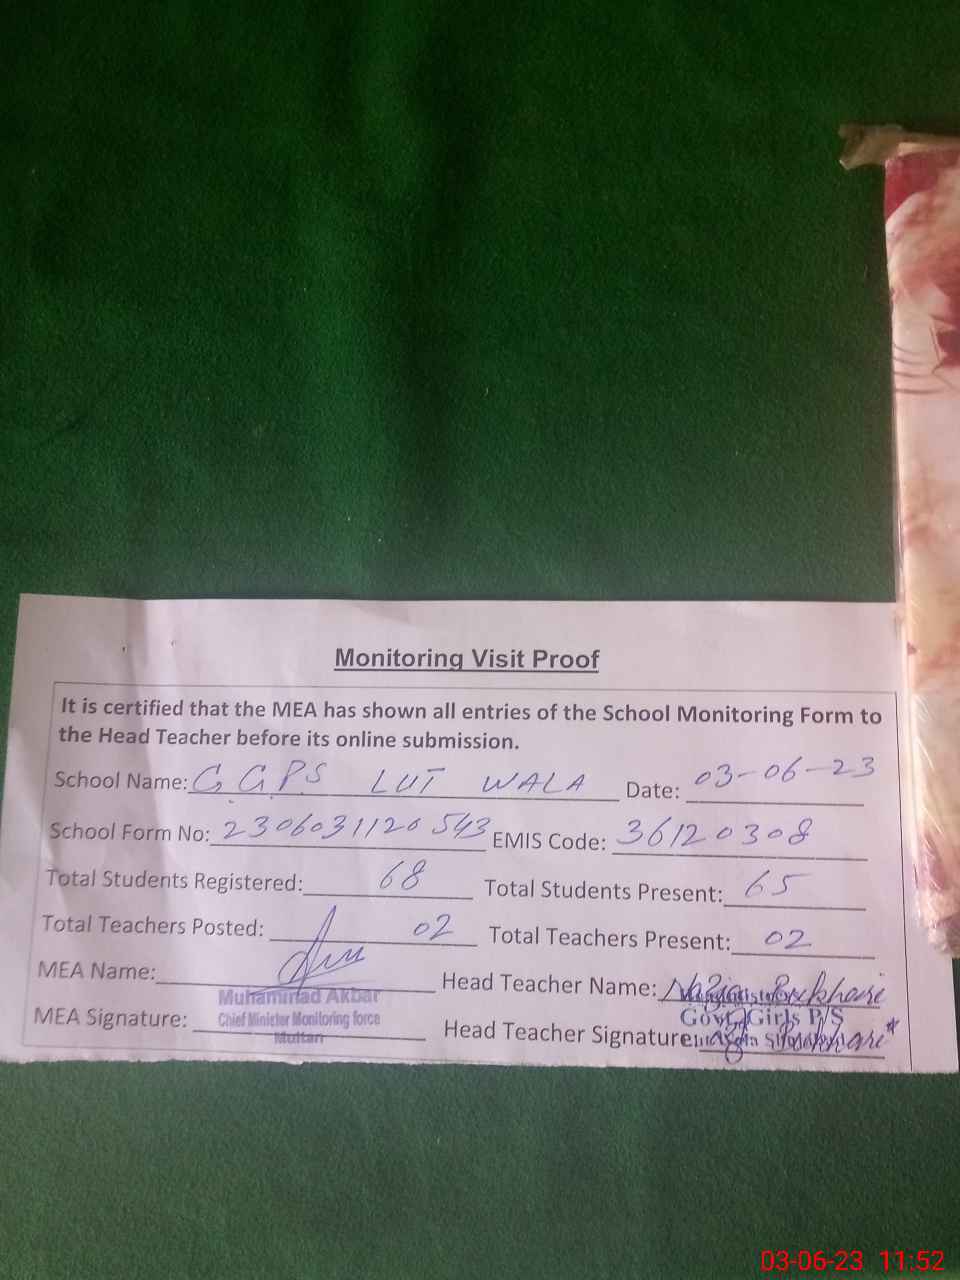 Monitoring Visit Proof
It is certified that the MEA has shown all entries of the School Monitoring Form to
the Head Teacher before its online submission.
School Name: GGPS LUT WALA Date: 03-06-23
School Form No: 2306031120543 EMIS Code: 36120308
Total Students Registered: 68 Total Students Present: 65
Total Teachers Posted: 02 Total Teachers Present: 02
MEA Name: Head Teacher Name: Nazia Bukhari
Muhammad Akbar
MEA Signature: Chief Minister Monitoring force
Multan
Govt Girls P/S
Head Teacher Signature: Bukhari
03-06-23 11:52